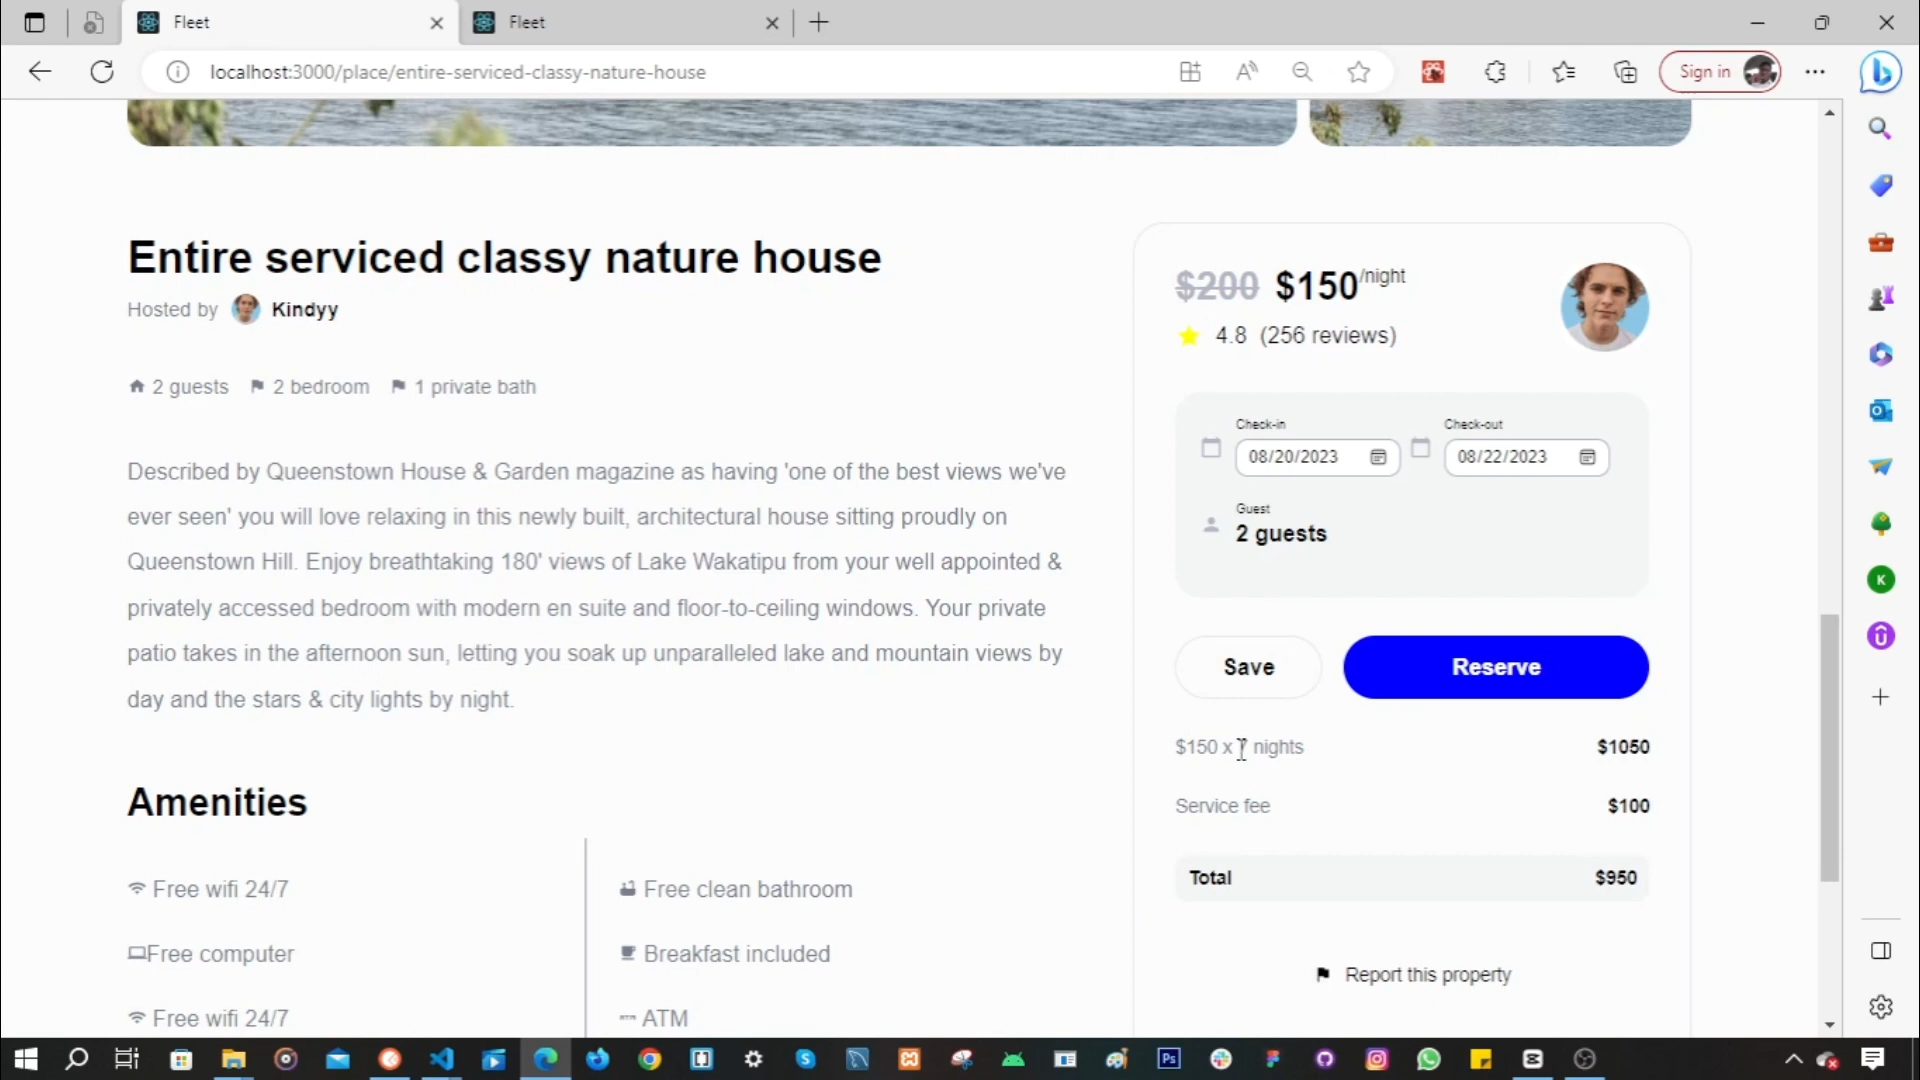 Fleet
Fleet
localhost:3000/place/entire-serviced-classy-nature-house
Sign in
Entire serviced classy nature house
Hosted by Kindyy
2 guests 2 bedroom 1 private bath
Described by Queenstown House & Garden magazine as having 'one of the best views we've
ever seen' you will love relaxing in this newly built, architectural house sitting proudly on
Queenstown Hill. Enjoy breathtaking 180' views of Lake Wakatipu from your well appointed &
privately accessed bedroom with modern en suite and floor-to-ceiling windows. Your private
patio takes in the afternoon sun, letting you soak up unparalleled lake and mountain views by
day and the stars & city lights by night.
Amenities
Free wifi 24/7
Free computer
Free wifi 24/7
Free clean bathroom
Breakfast included
ATM
$200 $150/night
4.8 (256 reviews)
Check-in
08/20/2023
Check-out
08/22/2023
Guest
2 guests
Save
Reserve
$150 x 7 nights $1050
Service fee $100
Total $950
Report this property
K
Ps